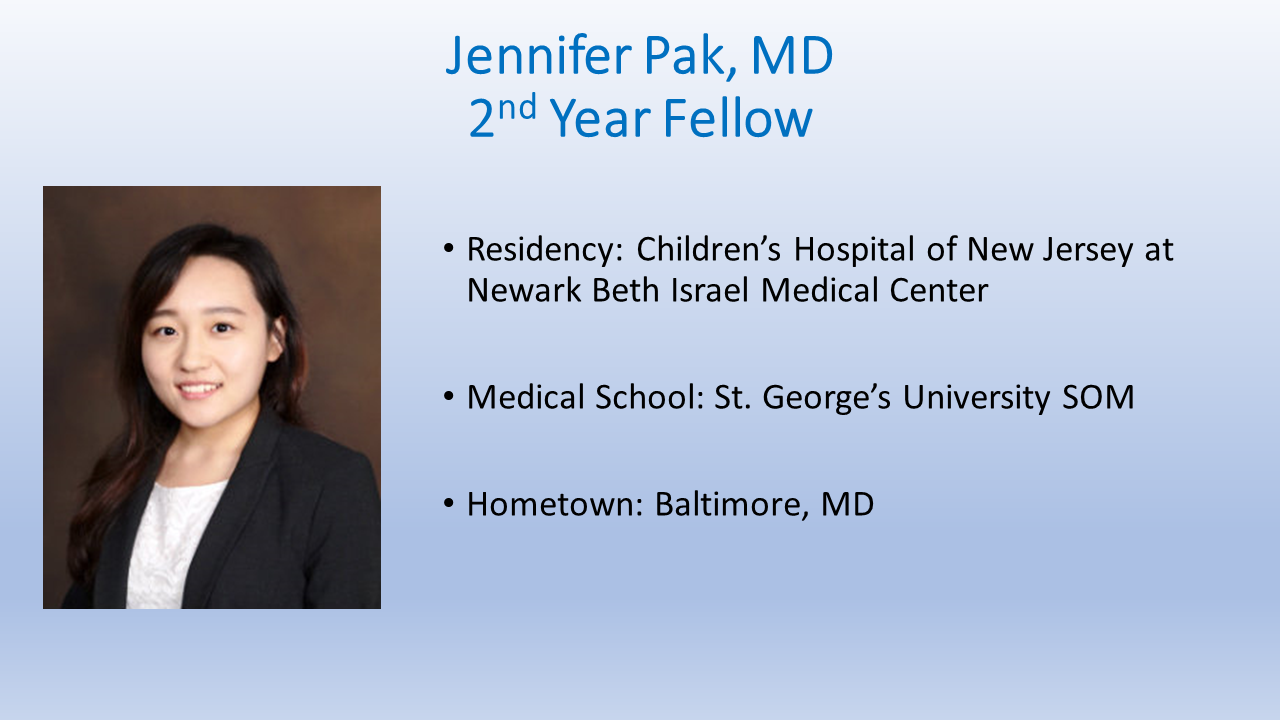 Jennifer Pak, MD
2nd Year Fellow
• Residency: Children’s Hospital of New Jersey at
Newark Beth Israel Medical Center
• Medical School: St. George’s University SOM
• Hometown: Baltimore, MD